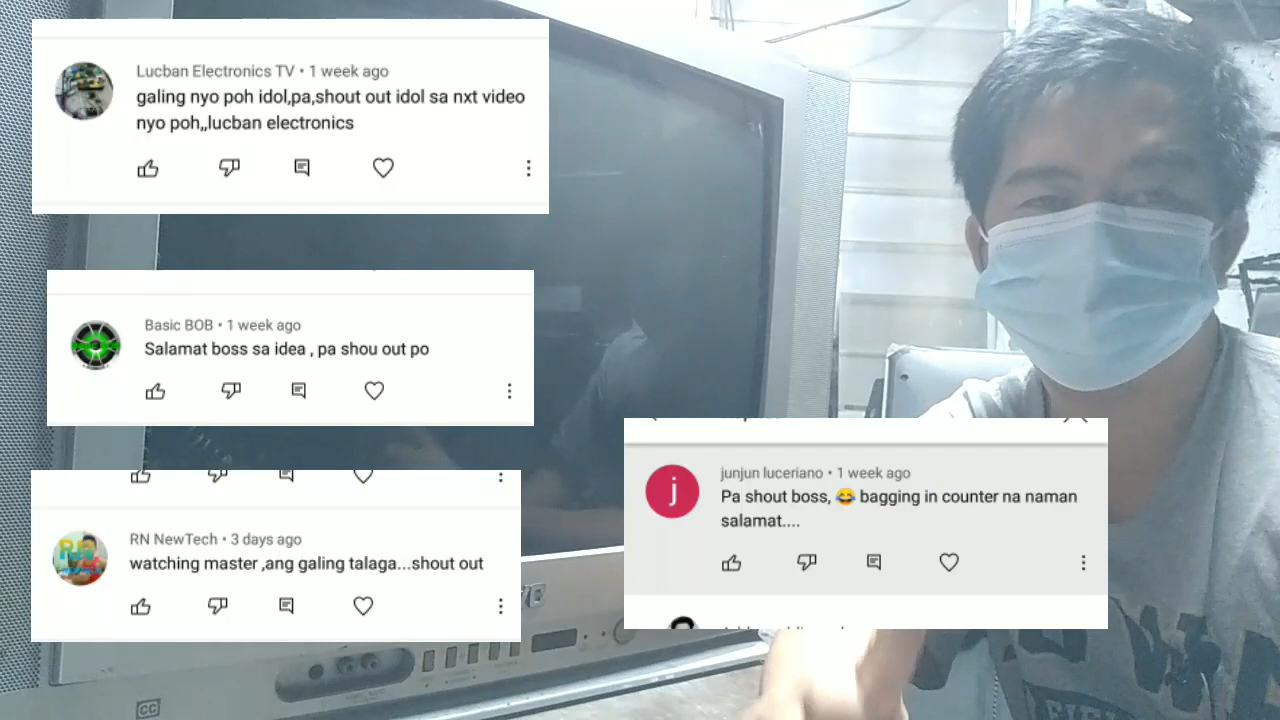 Lucban Electronics TV • 1 week ago
galing nyo poh idol,pa,shout out idol sa nxt video
nyo poh,,lucban electronics
Basic BOB • 1 week ago
Salamat boss sa idea , pa shou out po
RN
RN NewTech • 3 days ago
watching master ,ang galing talaga...shout out
j
junjun luceriano • 1 week ago
Pa shout boss, 😂 bagging in counter na naman
salamat....
CC